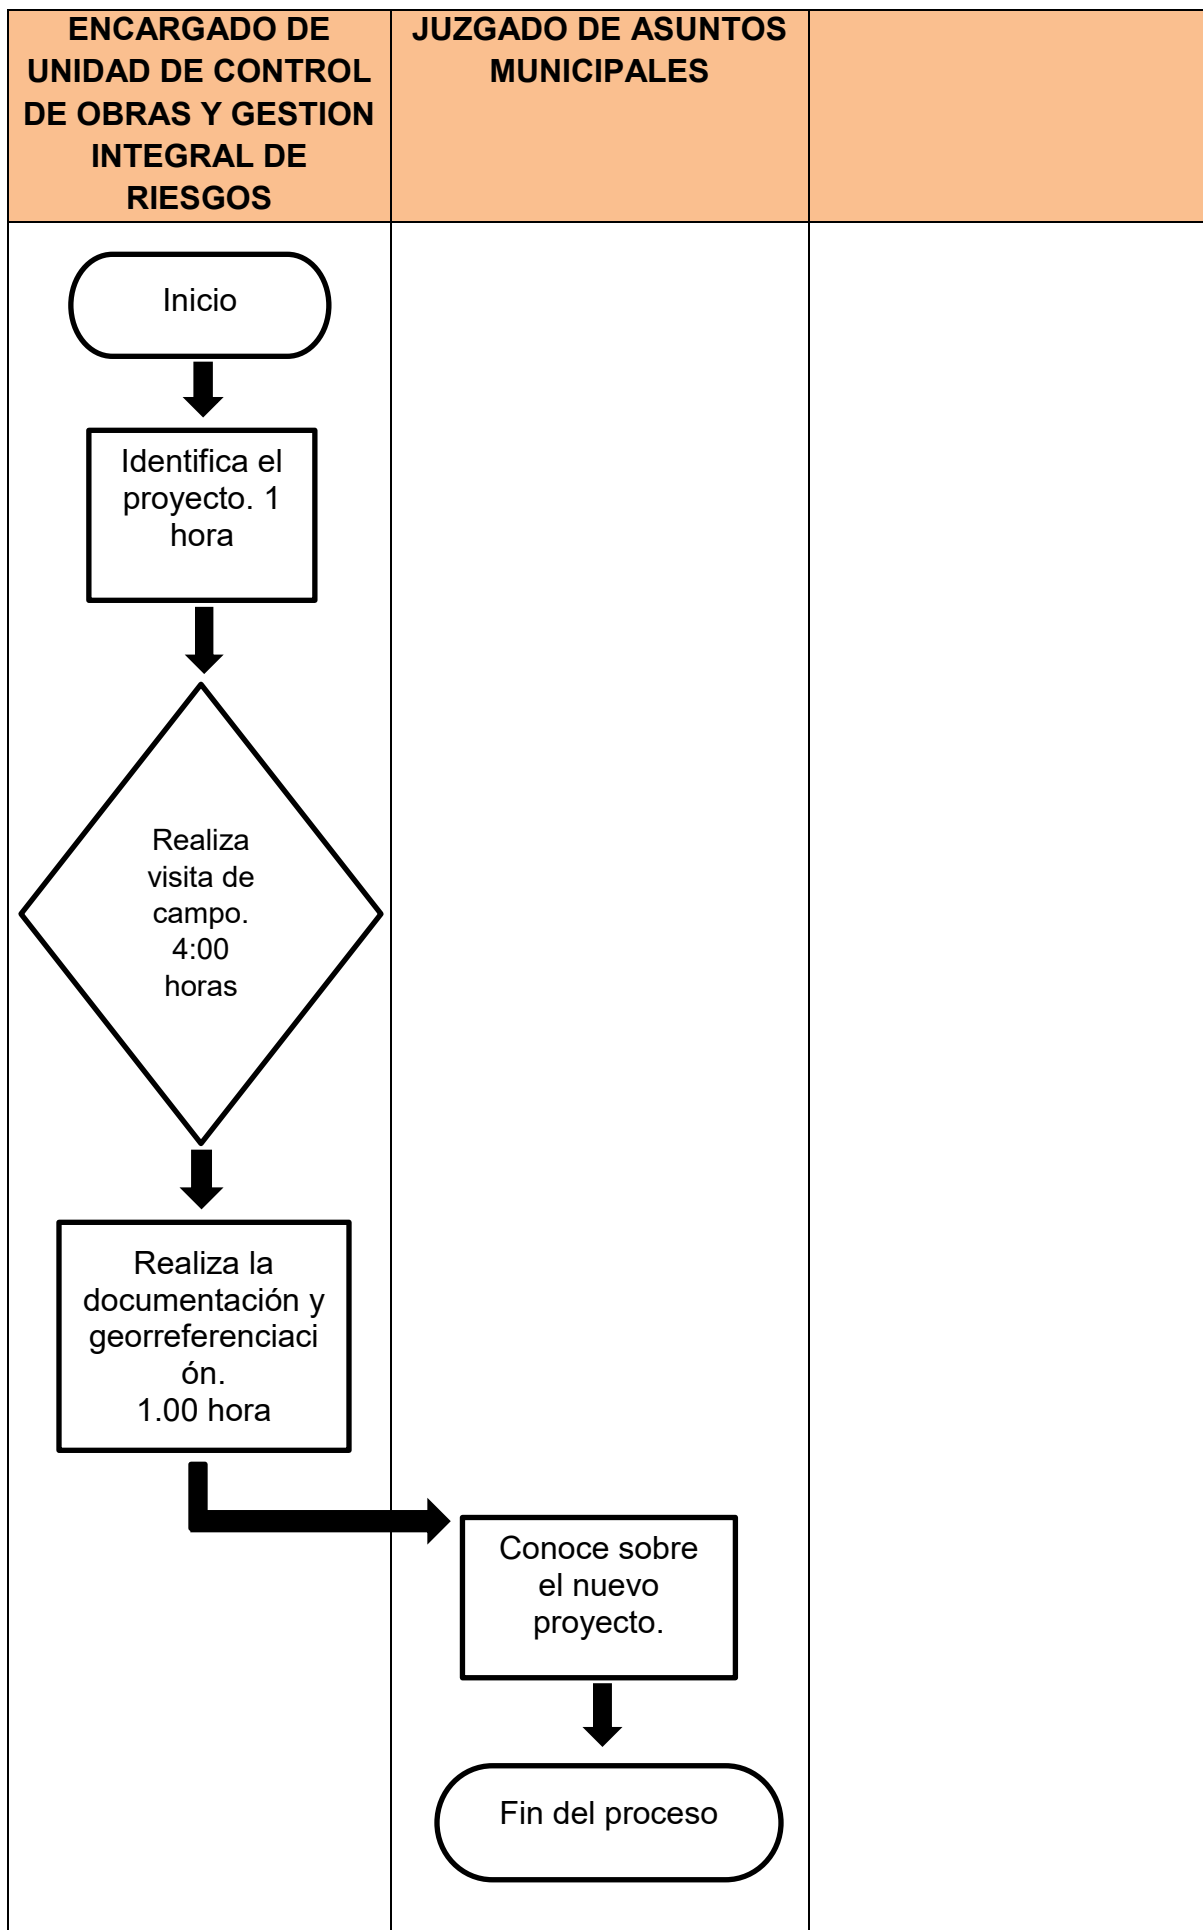 ENCARGADO DE
UNIDAD DE CONTROL
DE OBRAS Y GESTION
INTEGRAL DE
RIESGOS
JUZGADO DE ASUNTOS
MUNICIPALES
Inicio
Identifica el
proyecto. 1
hora
Realiza
visita de
campo.
4:00
horas
Realiza la
documentación y
georreferenciaci
ón.
1.00 hora
Conoce sobre
el nuevo
proyecto.
Fin del proceso